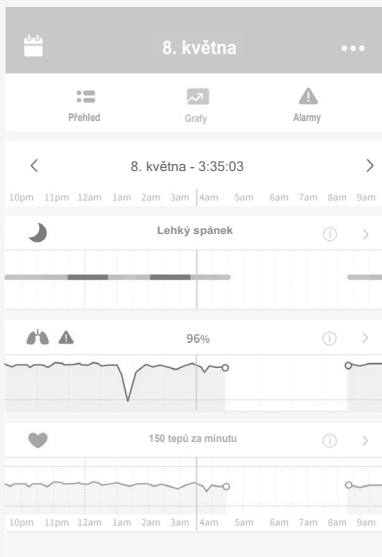 8. května
Přehled Grafy Alarmy
8. května - 3:35:03
10pm 11pm 12am 1am 2am 3am 4am 5am 6am 7am 8am 9am
Lehký spánek
96%
150 tepů za minutu
10pm 11pm 12am 1am 2am 3am 4am 5am 6am 7am 8am 9am